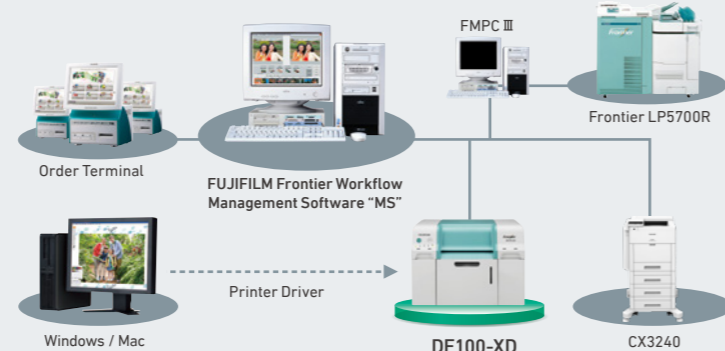 FMPC Ⅲ
Frontier
Frontier LP5700R
Order Terminal
FUJIFILM Frontier Workflow
Management Software “MS”
Printer Driver
Windows / Mac
DE100-XD
CX3240